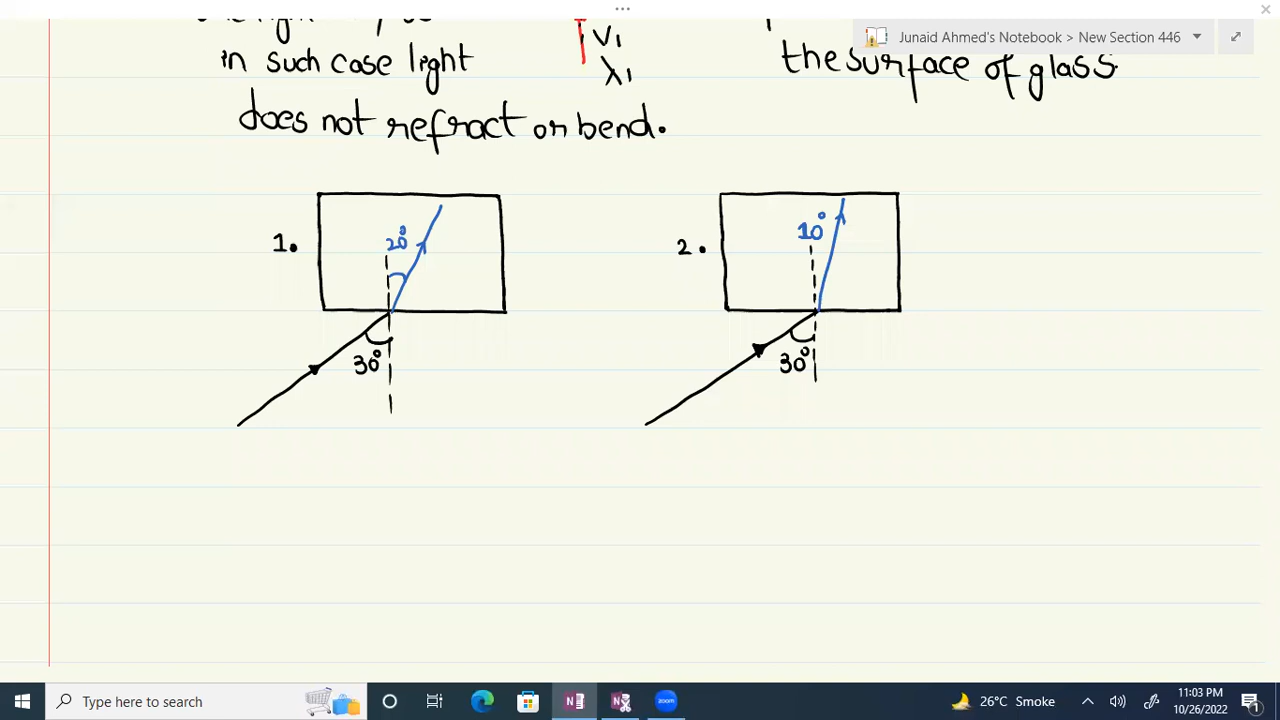 Junaid Ahmed's Notebook > New Section 446
V1
in such case light
λ1
the surface of glass.
does not refract or bend.
1.
20°
30°
2.
10°
30°
Type here to search
zoom
26°C Smoke
11:03 PM
10/26/2022
1